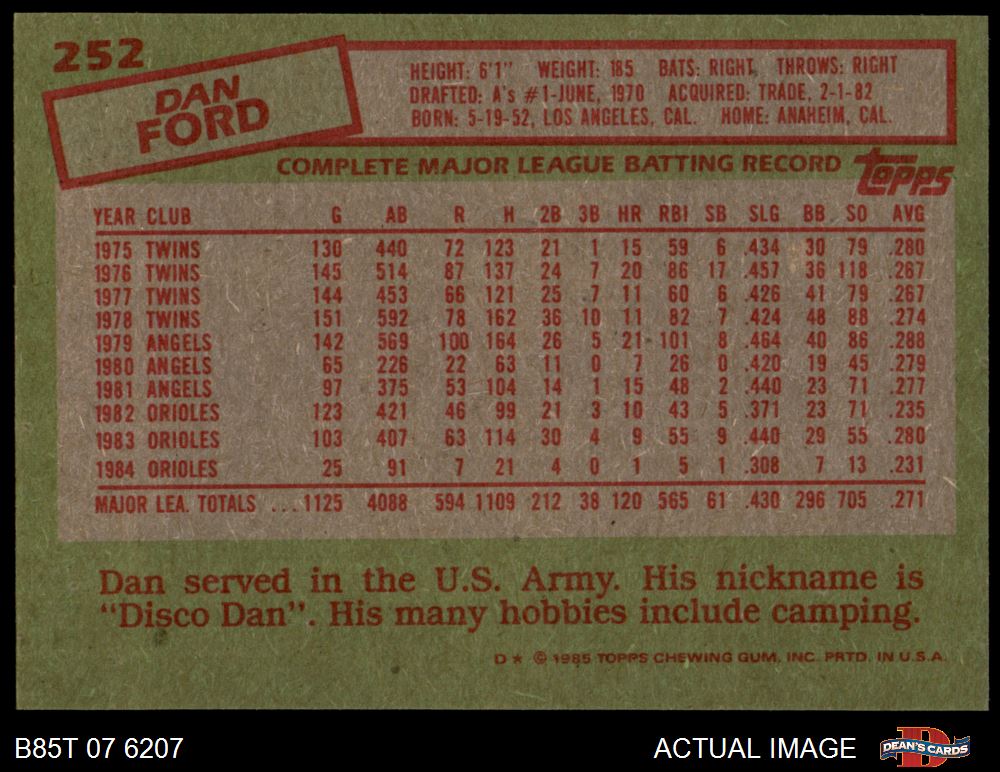 252
DAN
FORD
HEIGHT: 6'1" WEIGHT: 185 BATS: RIGHT, THROWS: RIGHT
DRAFTED: A's #1-JUNE, 1970 ACQUIRED: TRADE, 2-1-82
BORN: 5-19-52, LOS ANGELES, CAL. HOME: ANAHEIM, CAL.
COMPLETE MAJOR LEAGUE BATTING RECORD topps
YEAR CLUB G AB R H 2B 3B HR RBI SB SLG BB SO AVG
1975 TWINS 130 440 72 123 21 1 15 59 6 .434 30 79 .280
1976 TWINS 145 514 87 137 24 7 20 86 17 .457 36 118 .267
1977 TWINS 144 453 66 121 25 7 11 60 6 .426 41 79 .267
1978 TWINS 151 592 78 162 36 10 11 82 7 .424 48 88 .274
1979 ANGELS 142 569 100 164 26 5 21 101 8 .464 40 86 .288
1980 ANGELS 65 226 22 63 11 0 7 26 0 .420 19 45 .279
1981 ANGELS 97 375 53 104 14 1 15 48 2 .440 23 71 .277
1982 ORIOLES 123 421 46 99 21 3 10 43 5 .371 23 71 .235
1983 ORIOLES 103 407 63 114 30 4 9 55 9 .440 29 55 .280
1984 ORIOLES 25 91 7 21 4 0 1 5 1 .308 7 13 .231
MAJOR LEA. TOTALS ...1125 4088 594 1109 212 38 120 565 61 .430 296 705 .271
Dan served in the U.S. Army. His nickname is
"Disco Dan". His many hobbies include camping.
D* © 1985 TOPPS CHEWING GUM, INC. PRTD. IN U.S.A.
B85T 07 6207 ACTUAL IMAGE DEAN'S CARDS